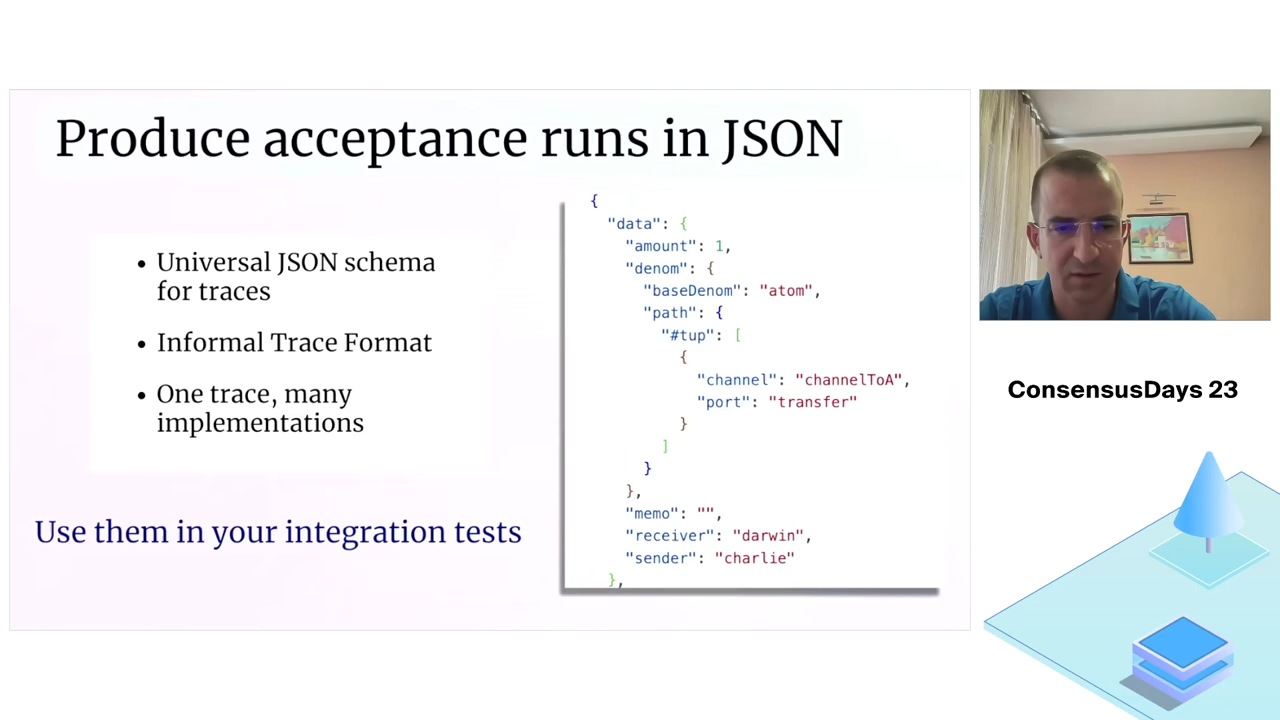 Produce acceptance runs in JSON
• Universal JSON schema
for traces
• Informal Trace Format
• One trace, many
implementations
Use them in your integration tests
{
"data": {
"amount": 1,
"denom": {
"baseDenom": "atom",
"path": {
"#tup": [
{
"channel": "channelToA",
"port": "transfer"
}
]
}
},
"memo": "",
"receiver": "darwin",
"sender": "charlie"
},
ConsensusDays 23